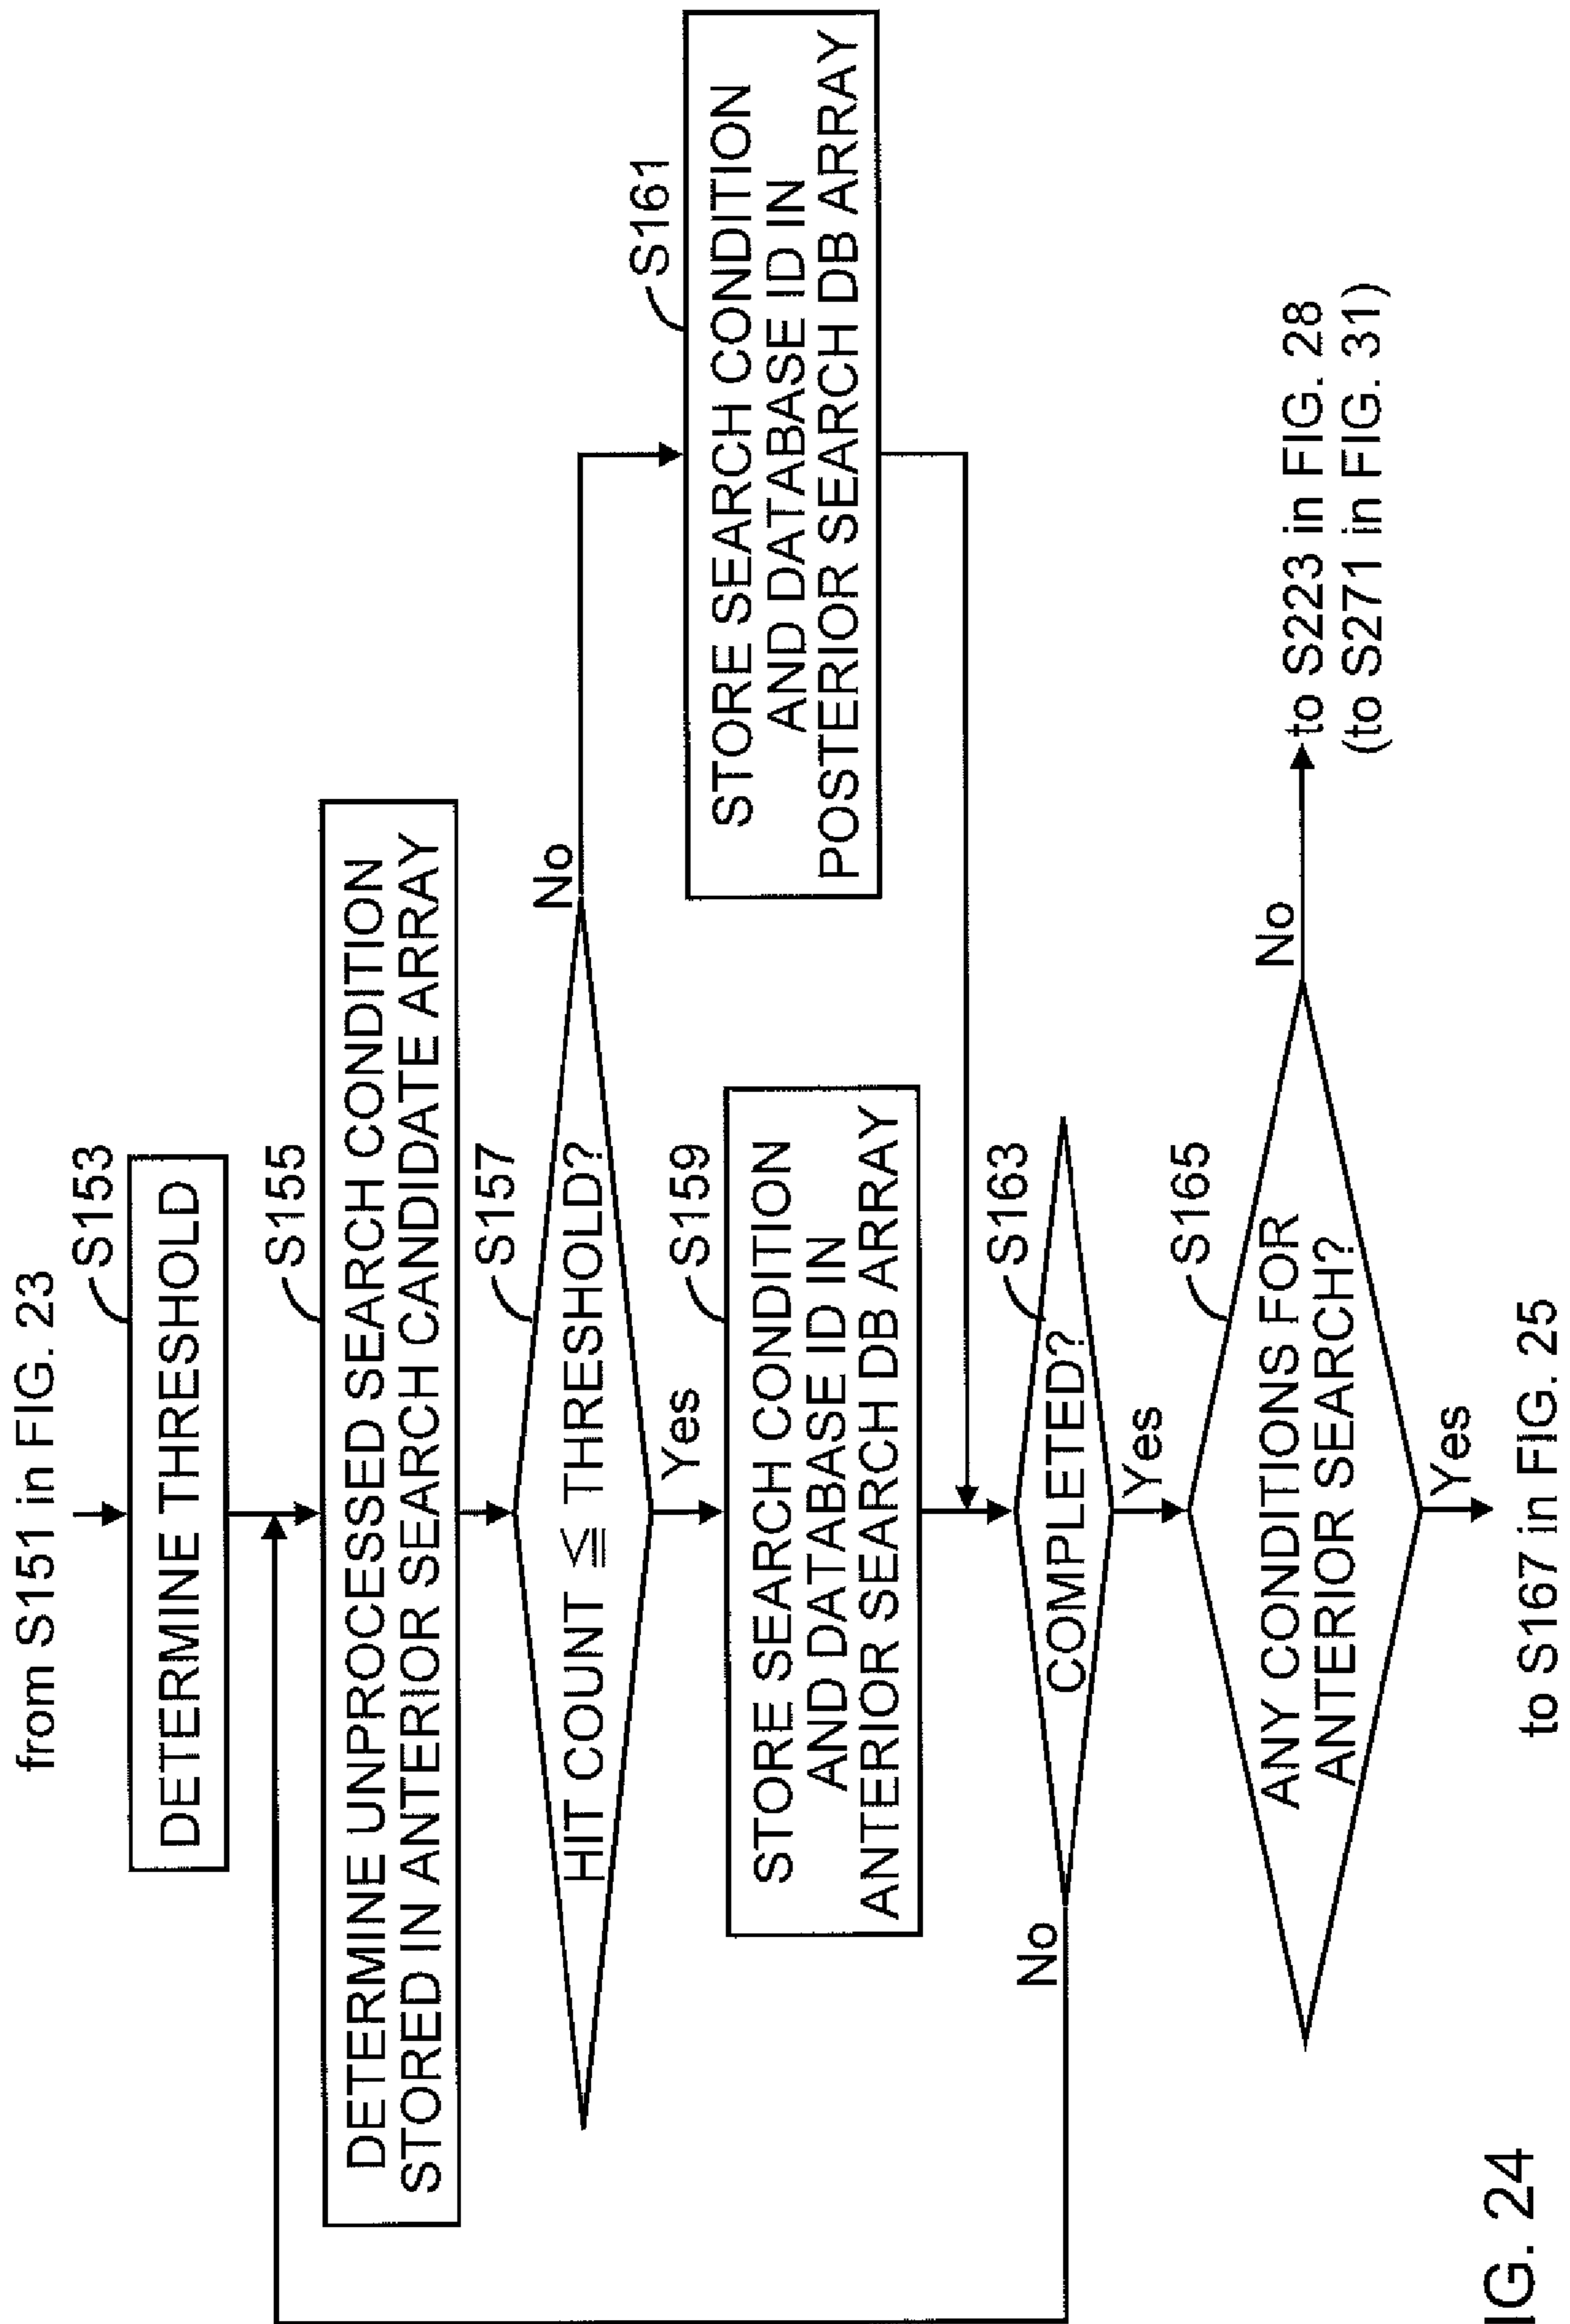 from S151 in FIG. 23
S153
DETERMINE THRESHOLD
S155
DETERMINE UNPROCESSED SEARCH CONDITION
STORED IN ANTERIOR SEARCH CANDIDATE ARRAY
S157
HIT COUNT ≦ THRESHOLD?
No
Yes
S161
STORE SEARCH CONDITION
AND DATABASE ID IN
POSTERIOR SEARCH DB ARRAY
S159
STORE SEARCH CONDITION
AND DATABASE ID IN
ANTERIOR SEARCH DB ARRAY
S163
COMPLETED?
No
Yes
S165
ANY CONDITIONS FOR
ANTERIOR SEARCH?
No
to S223 in FIG. 28
(to S271 in FIG. 31)
Yes
to S167 in FIG. 25
IG. 24